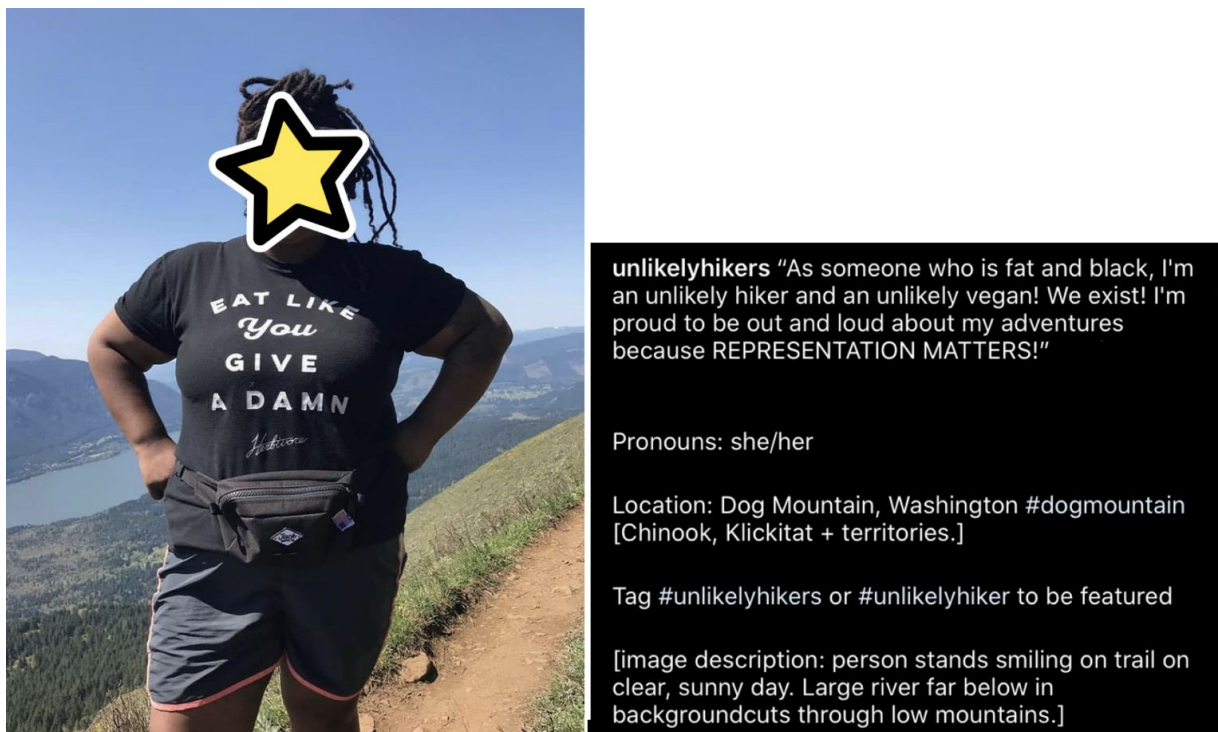 EAT LIKE
You
GIVE
A DAMN
Herbivore
unlikelyhikers “As someone who is fat and black, I'm
an unlikely hiker and an unlikely vegan! We exist! I'm
proud to be out and loud about my adventures
because REPRESENTATION MATTERS!”
Pronouns: she/her
Location: Dog Mountain, Washington #dogmountain
[Chinook, Klickitat + territories.]
Tag #unlikelyhikers or #unlikelyhiker to be featured
[image description: person stands smiling on trail on
clear, sunny day. Large river far below in
backgroundcuts through low mountains.]